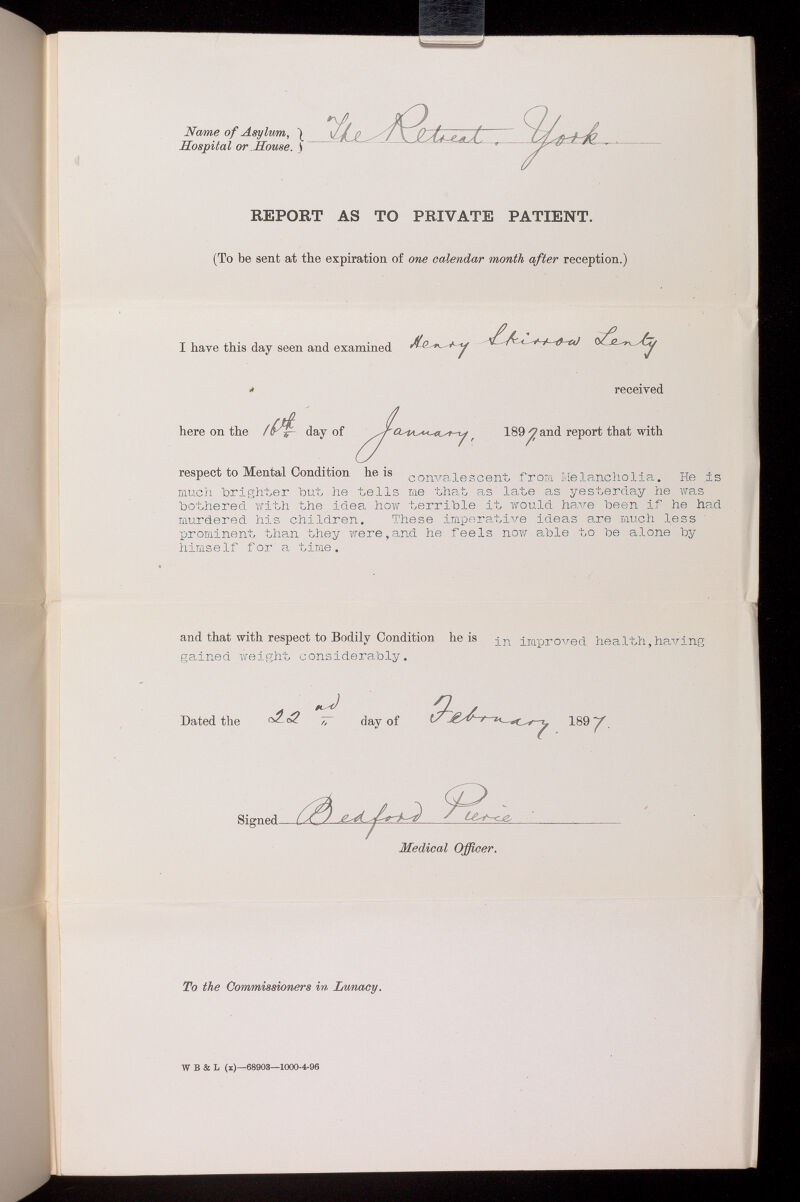 Name of Asylum, } The Retreat. York.
Hospital or House. }
REPORT AS TO PRIVATE PATIENT.
(To be sent at the expiration of one calendar month after reception.)
I have this day seen and examined Henry Skirrow Lenty
received
here on the 16th day of January, 1897 and report that with
respect to Mental Condition he is convalescent from Melancholia. He is
much brighter but he tells me that as late as yesterday he was
bothered with the idea how terrible it would have been if he had
murdered his children. These imperative ideas are much less
prominent than they were,and he feels now able to be alone by
himself for a time.
and that with respect to Bodily Condition he is in improved health,having
gained weight considerably.
Dated the 22nd day of February 1897.
Signed Bedford Pierce
Medical Officer.
To the Commissioners in Lunacy.
W B & L (x)—68903—1000-4-96